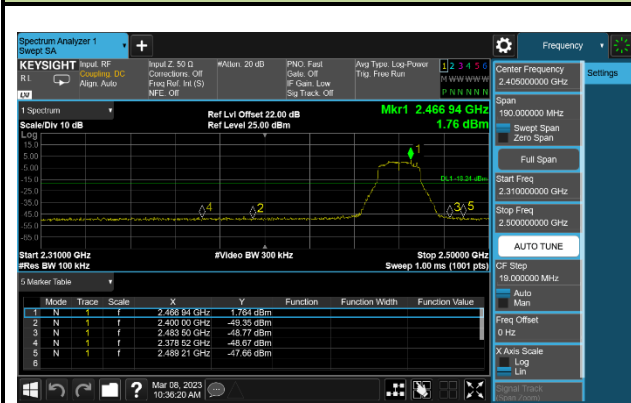 Spectrum Analyzer 1
Swept SA
+
Frequency
KEYSIGHT Input: RF
RL
Coupling: DC
Align: Auto
Input Z: 50 Ω
Corrections: Off
Freq Ref: Int (S)
NFE: Off
#Atten: 20 dB
PNO: Fast
Gate: Off
IF Gain: Low
Sig Track: Off
Avg Type: Log-Power
Trig: Free Run
1 2 3 4 5 6
M W W W W W
P N N N N N
LXI
1 Spectrum
Scale/Div 10 dB
Ref Lvl Offset 22.00 dB
Ref Level 25.00 dBm
Mkr1 2.466 94 GHz
1.76 dBm
Log
15.0
5.00
-5.00
-15.0
-25.0
-35.0
-45.0
-55.0
-65.0
1
4
2
3
5
Start 2.31000 GHz
#Res BW 100 kHz
#Video BW 300 kHz
Stop 2.50000 GHz
Sweep 1.00 ms (1001 pts)
5 Marker Table
Mode Trace Scale X Y Function Function Width Function Value
1 N 1 f 2.466 94 GHz 1.764 dBm
2 N 1 f 2.400 00 GHz -49.35 dBm
3 N 1 f 2.483 50 GHz -48.77 dBm
4 N 1 f 2.378 52 GHz -48.67 dBm
5 N 1 f 2.489 21 GHz -47.66 dBm
6
Mar 08, 2023
10:36:20 AM
?
Center Frequency
2.405000000 GHz
Span
190.000000 MHz
Swept Span
Zero Span
Full Span
Start Freq
2.310000000 GHz
Stop Freq
2.500000000 GHz
AUTO TUNE
CF Step
19.000000 MHz
Auto
Man
Freq Offset
0 Hz
X Axis Scale
Log
Lin
Signal Track
(Span Zoom)
Settings